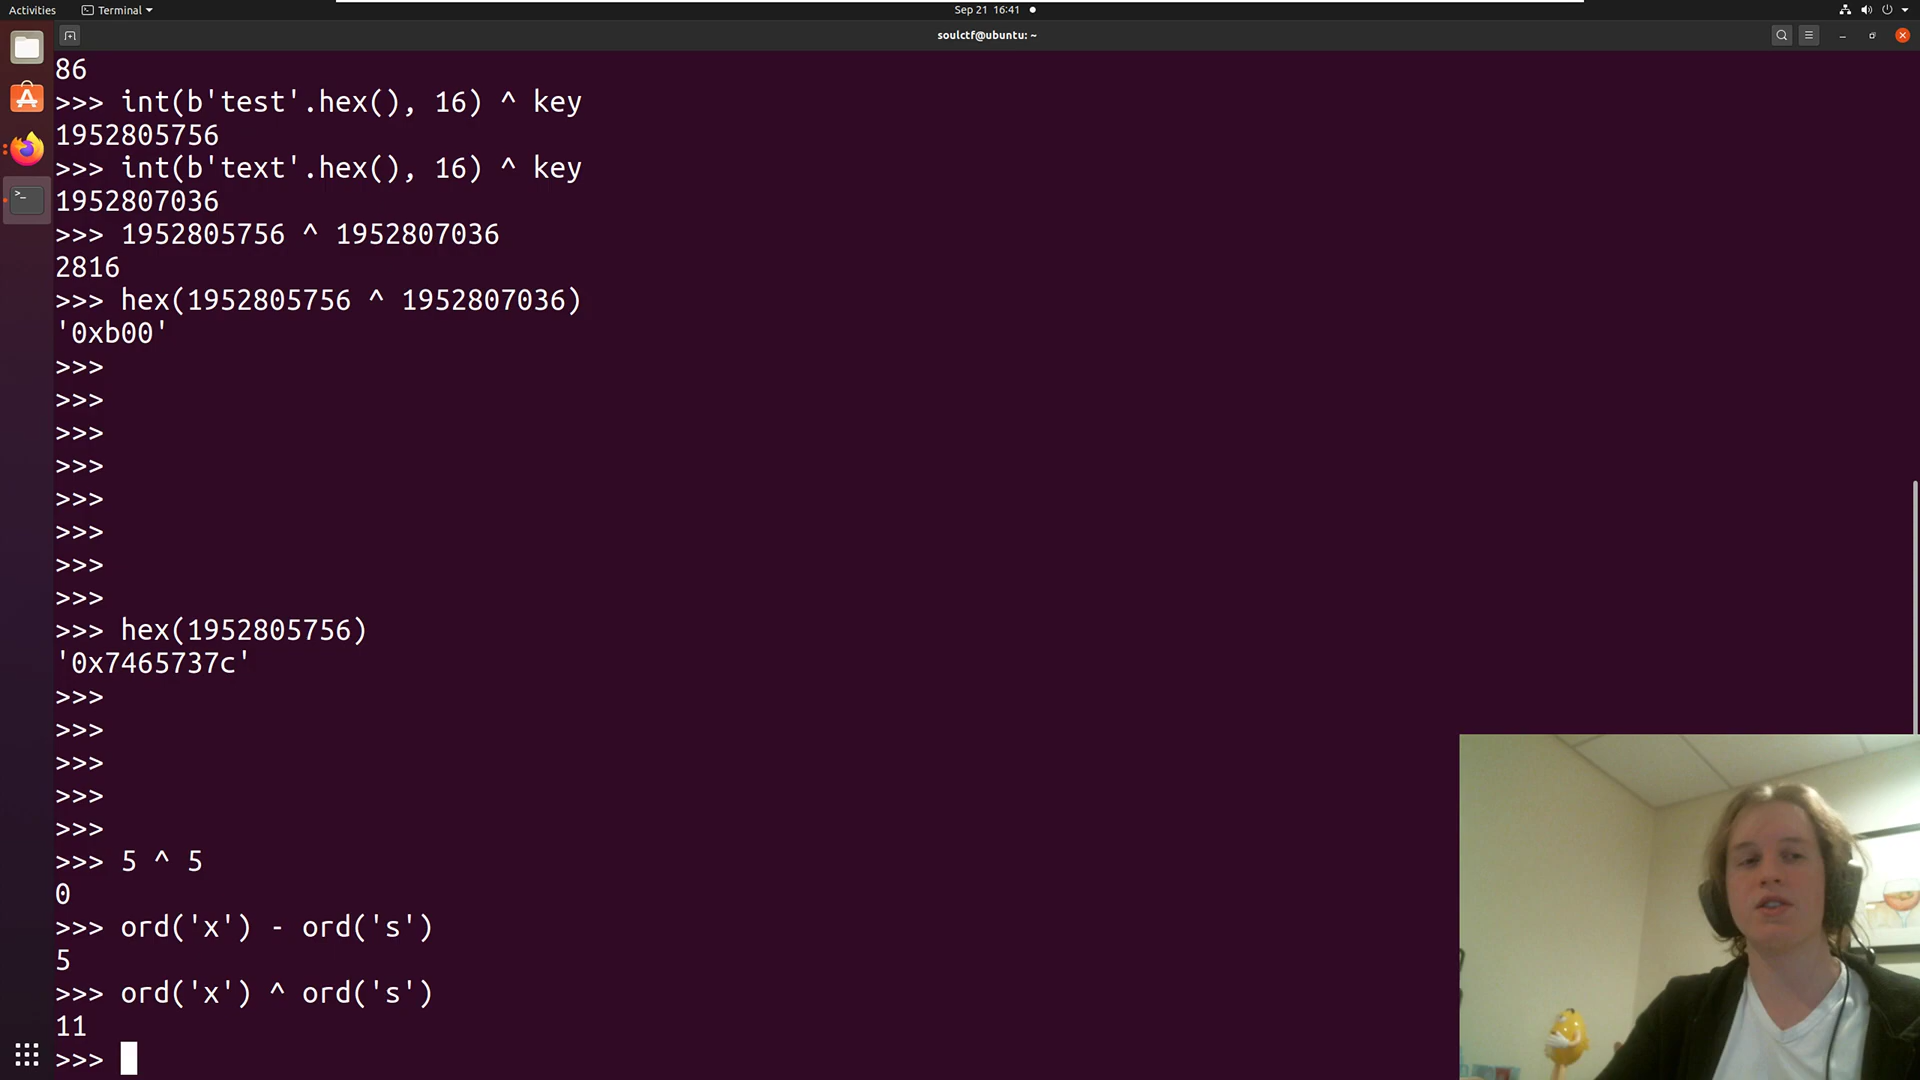 Activities
Terminal
Sep 21 16:41
soulctf@ubuntu: ~
86
>>> int(b'test'.hex(), 16) ^ key
1952805756
>>> int(b'text'.hex(), 16) ^ key
1952807036
>>> 1952805756 ^ 1952807036
2816
>>> hex(1952805756 ^ 1952807036)
'0xb00'
>>>
>>>
>>>
>>>
>>>
>>>
>>>
>>>
>>> hex(1952805756)
'0x7465737c'
>>>
>>>
>>>
>>>
>>>
>>> 5 ^ 5
0
>>> ord('x') - ord('s')
5
>>> ord('x') ^ ord('s')
11
>>>